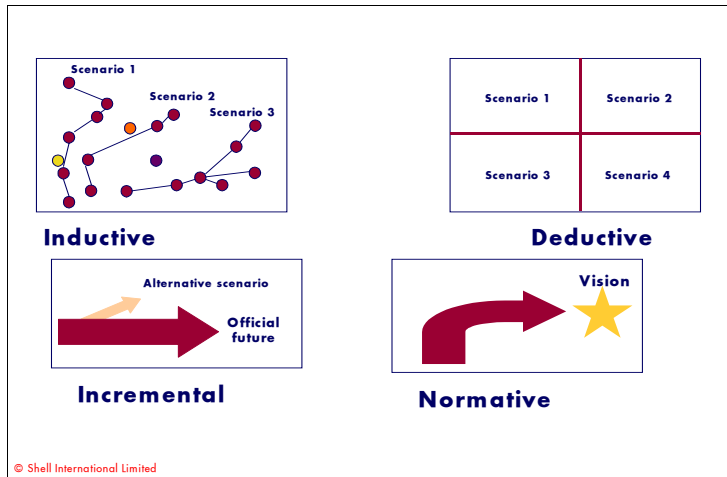 Scenario 1
Scenario 2
Scenario 3
Inductive
Scenario 1
Scenario 2
Scenario 3
Scenario 4
Deductive
Alternative scenario
Official
future
Incremental
Vision
Normative
© Shell International Limited